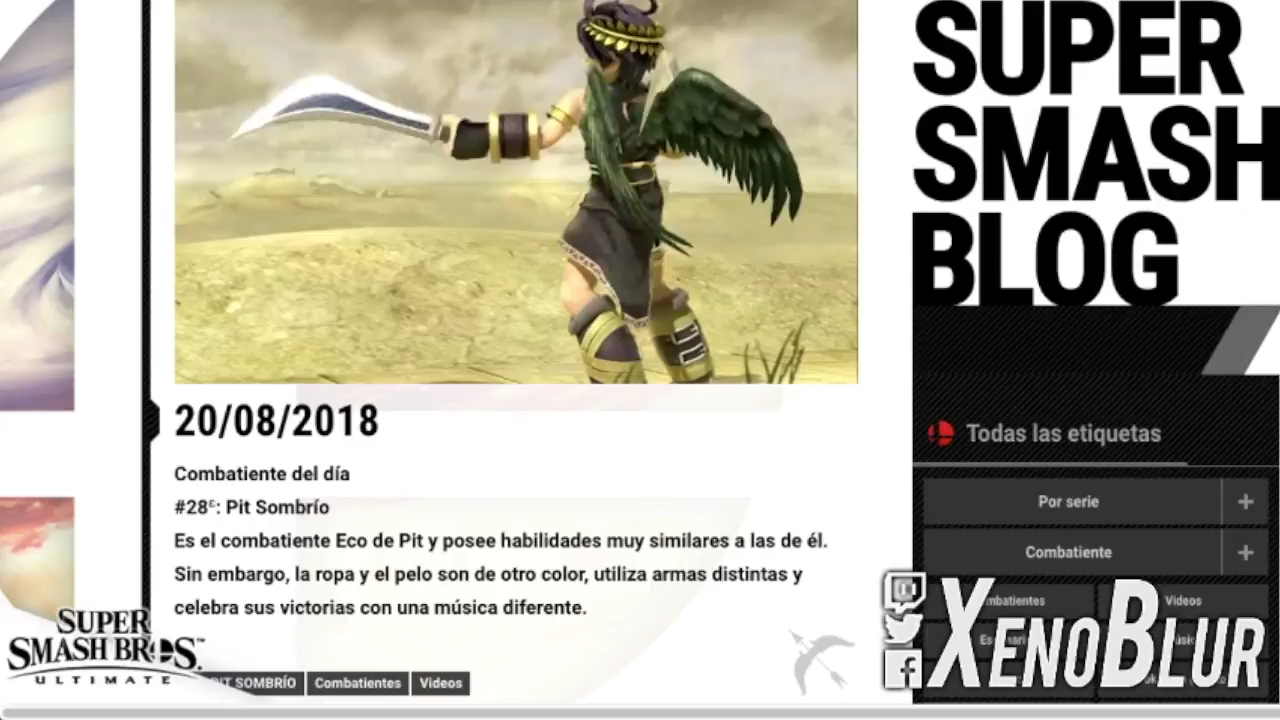 SUPER
SMASH
BLOG
20/08/2018
Combatiente del día
#28ᵋ: Pit Sombrío
Es el combatiente Eco de Pit y posee habilidades muy similares a las de él.
Sin embargo, la ropa y el pelo son de otro color, utiliza armas distintas y
celebra sus victorias con una música diferente.
PIT SOMBRÍO
Combatientes
Videos
Todas las etiquetas
Por serie +
Combatiente +
Videos
SUPER
SMASH BROS.™
ULTIMATE
XENOBLUR